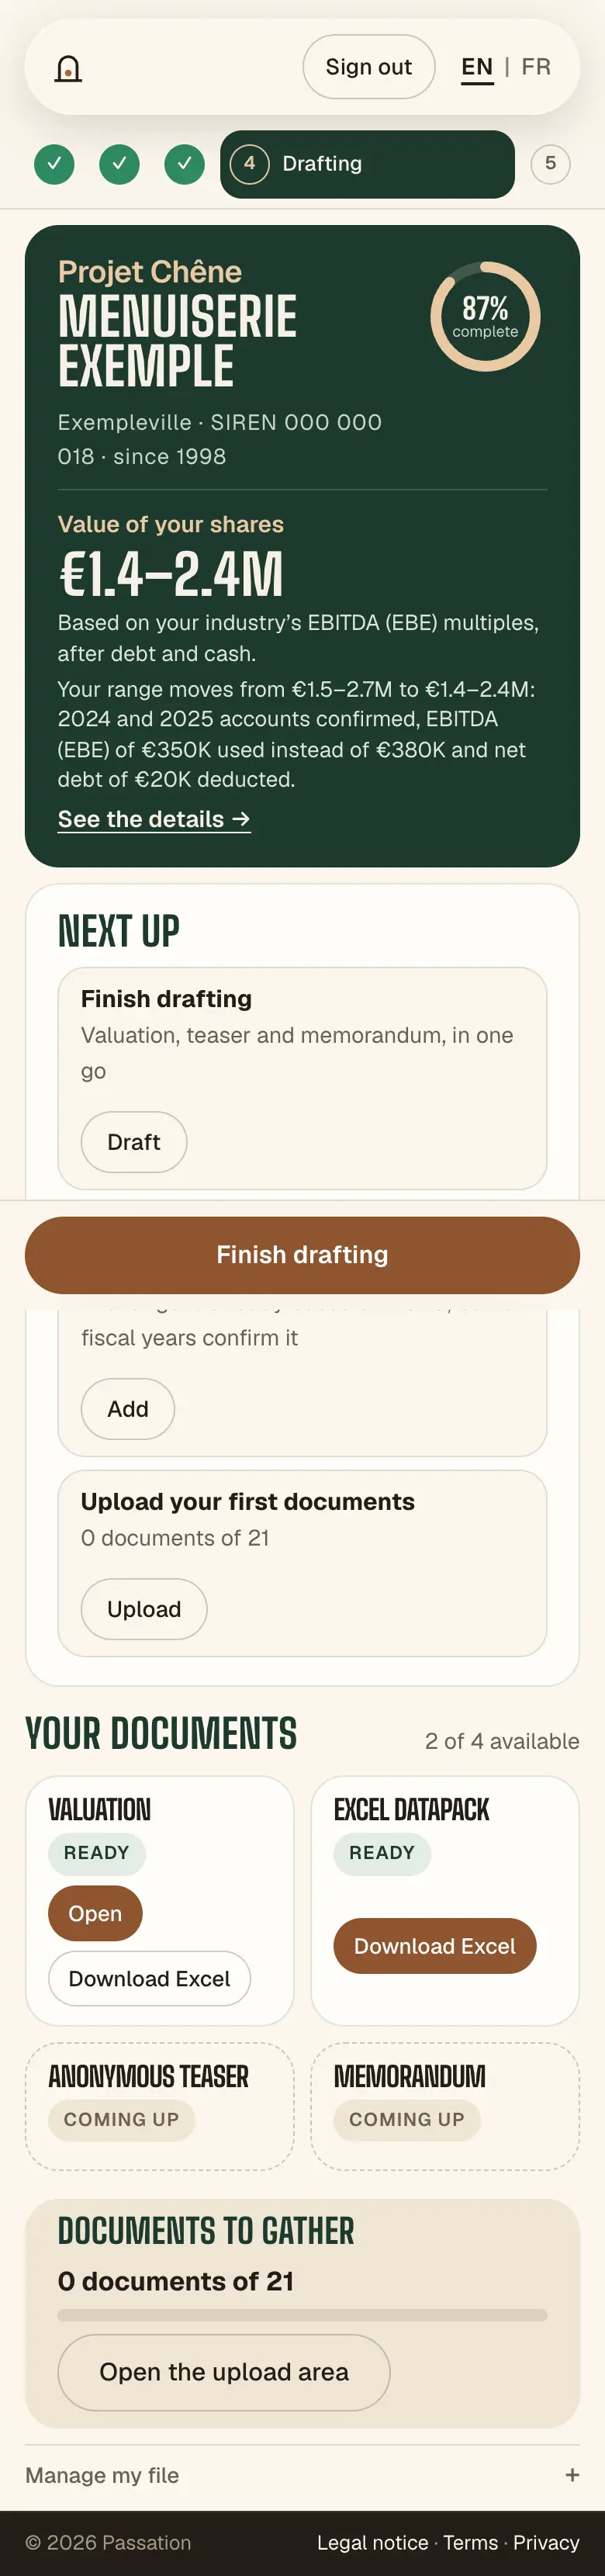 Sign out
EN | FR
4 Drafting
5
Projet Chêne
MENUISERIE
EXEMPLE
87%
complete
Exempleville · SIREN 000 000
018 · since 1998
Value of your shares
€1.4–2.4M
Based on your industry’s EBITDA (EBE) multiples,
after debt and cash.
Your range moves from €1.5–2.7M to €1.4–2.4M:
2024 and 2025 accounts confirmed, EBITDA
(EBE) of €350K used instead of €380K and net
debt of €20K deducted.
See the details →
NEXT UP
Finish drafting
Valuation, teaser and memorandum, in one
go
Draft
Finish drafting
fiscal years confirm it
Add
Upload your first documents
0 documents of 21
Upload
YOUR DOCUMENTS
2 of 4 available
VALUATION
READY
Open
Download Excel
EXCEL DATAPACK
READY
Download Excel
ANONYMOUS TEASER
COMING UP
MEMORANDUM
COMING UP
DOCUMENTS TO GATHER
0 documents of 21
Open the upload area
Manage my file +
© 2026 Passation
Legal notice · Terms · Privacy